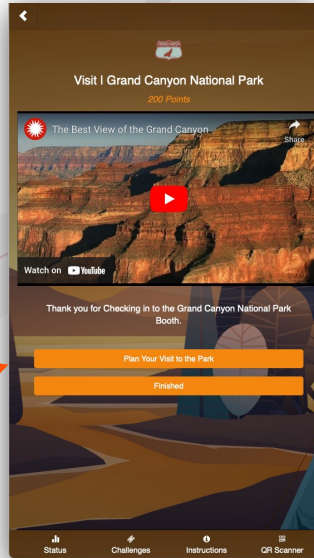 Visit | Grand Canyon National Park
200 Points
The Best View of the Grand Canyon
Share
Watch on YouTube
Thank you for Checking in to the Grand Canyon National Park
Booth.
Plan Your Visit to the Park
Finished
Status Challenges Instructions QR Scanner